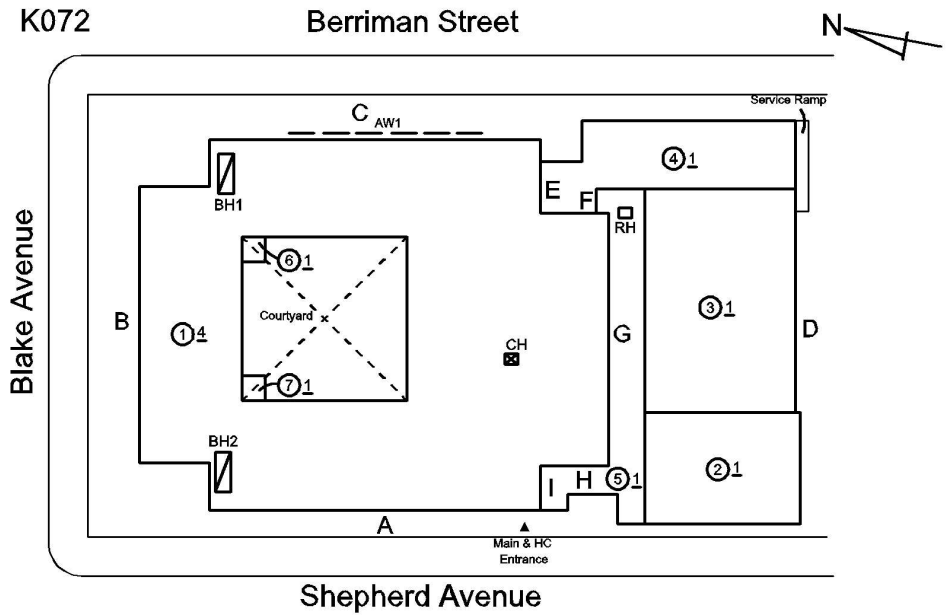 K072
Berriman Street
N
Service Ramp
C
AW1
4 1
E
F
BH1
RH
6 1
Blake Avenue
B
1 4
Courtyard
3 1
G
D
CH
7 1
BH2
2 1
I
H
5 1
A
Main & HC
Entrance
Shepherd Avenue